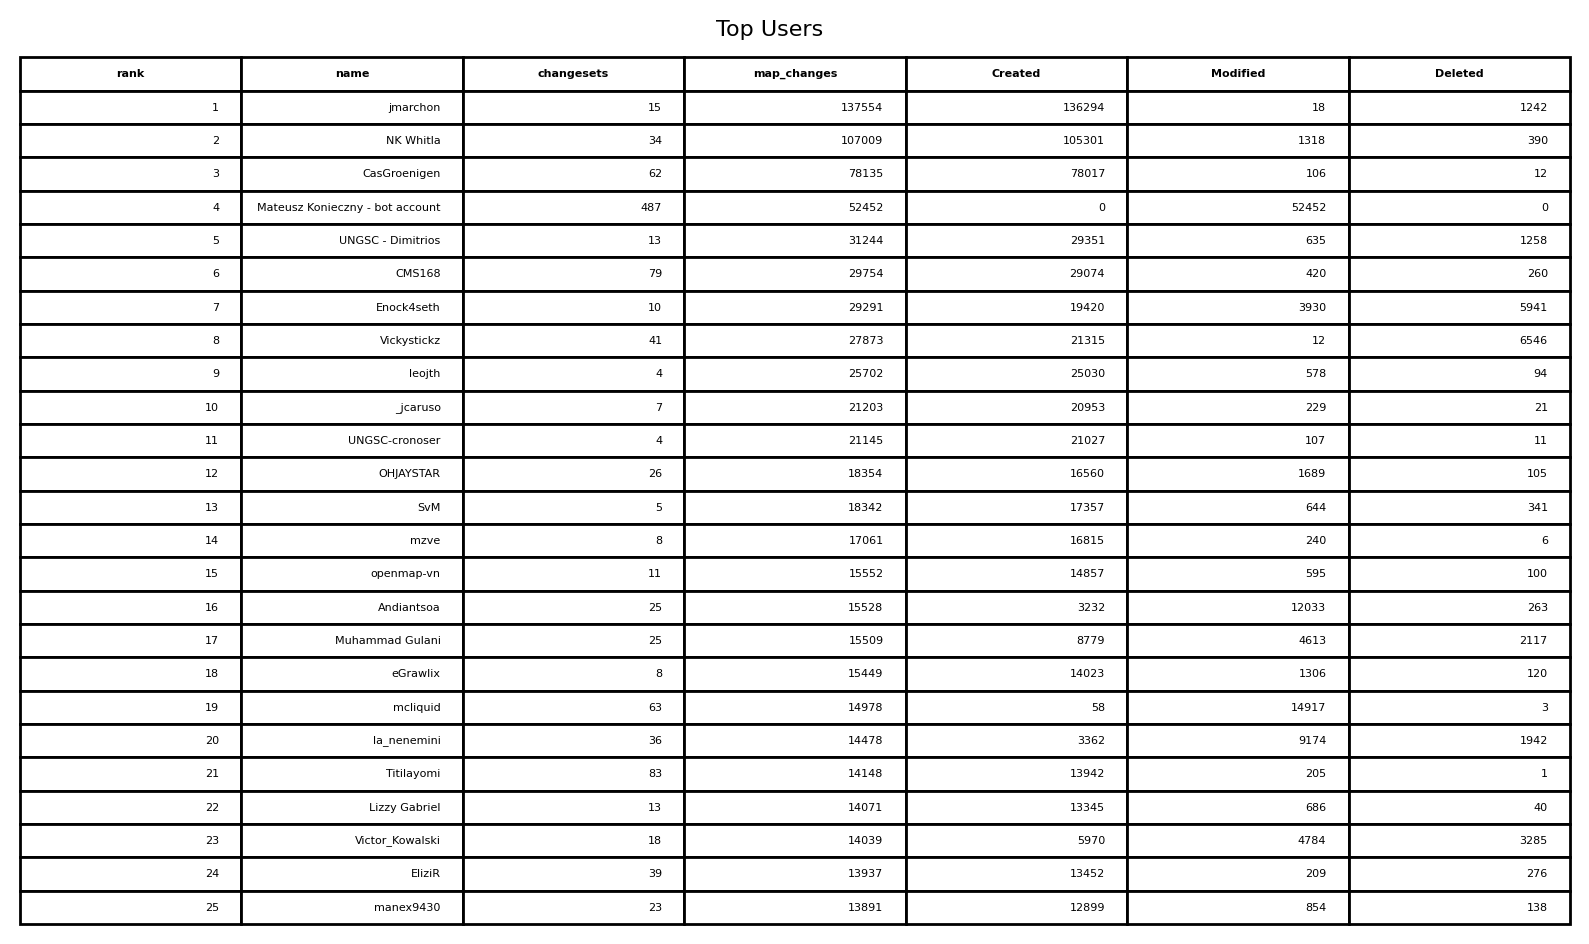 Top Users
rank name changesets map_changes Created Modified Deleted
1 jmarchon 15 137554 136294 18 1242
2 NK Whitla 34 107009 105301 1318 390
3 CasGroenigen 62 78135 78017 106 12
4 Mateusz Konieczny - bot account 487 52452 0 52452 0
5 UNGSC - Dimitrios 13 31244 29351 635 1258
6 CMS168 79 29754 29074 420 260
7 Enock4seth 10 29291 19420 3930 5941
8 Vickystickz 41 27873 21315 12 6546
9 leojth 4 25702 25030 578 94
10 _jcaruso 7 21203 20953 229 21
11 UNGSC-cronoser 4 21145 21027 107 11
12 OHJAYSTAR 26 18354 16560 1689 105
13 SvM 5 18342 17357 644 341
14 mzve 8 17061 16815 240 6
15 openmap-vn 11 15552 14857 595 100
16 Andiantsoa 25 15528 3232 12033 263
17 Muhammad Gulani 25 15509 8779 4613 2117
18 eGrawlix 8 15449 14023 1306 120
19 mcliquid 63 14978 58 14917 3
20 la_nenemini 36 14478 3362 9174 1942
21 Titilayomi 83 14148 13942 205 1
22 Lizzy Gabriel 13 14071 13345 686 40
23 Victor_Kowalski 18 14039 5970 4784 3285
24 EliziR 39 13937 13452 209 276
25 manex9430 23 13891 12899 854 138